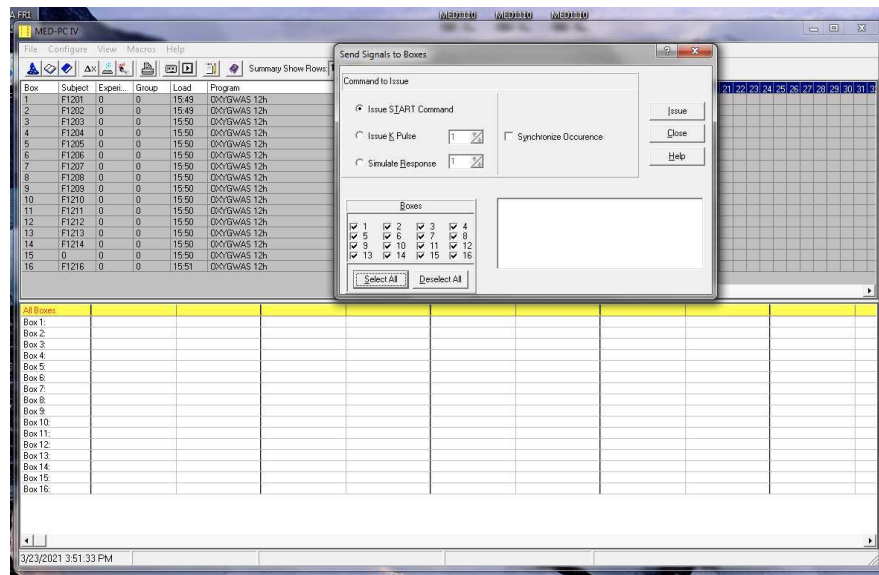 A FR1
MED1110 MED1110 MED1110
MED-PC IV
File Configure View Macros Help
Summary Show Rows:
Box Subject Experi... Group Load Program
1 F1201 0 0 15:49 OXYGWAS 12h
2 F1202 0 0 15:49 OXYGWAS 12h
3 F1203 0 0 15:50 OXYGWAS 12h
4 F1204 0 0 15:50 OXYGWAS 12h
5 F1205 0 0 15:50 OXYGWAS 12h
6 F1206 0 0 15:50 OXYGWAS 12h
7 F1207 0 0 15:50 OXYGWAS 12h
8 F1208 0 0 15:50 OXYGWAS 12h
9 F1209 0 0 15:50 OXYGWAS 12h
10 F1210 0 0 15:50 OXYGWAS 12h
11 F1211 0 0 15:50 OXYGWAS 12h
12 F1212 0 0 15:50 OXYGWAS 12h
13 F1213 0 0 15:50 OXYGWAS 12h
14 F1214 0 0 15:50 OXYGWAS 12h
15 0 0 0 15:50 OXYGWAS 12h
16 F1216 0 0 15:51 OXYGWAS 12h
Send Signals to Boxes
Command to Issue
Issue START Command
Issue K Pulse 1
Simulate Response 1
Synchronize Occurence
Issue
Close
Help
Boxes
1 2 3 4
5 6 7 8
9 10 11 12
13 14 15 16
Select All Deselect All
21 22 23 24 25 26 27 28 29 30 31
All Boxes
Box 1:
Box 2:
Box 3:
Box 4:
Box 5:
Box 6:
Box 7:
Box 8:
Box 9:
Box 10:
Box 11:
Box 12:
Box 13:
Box 14:
Box 15:
Box 16:
3/23/2021 3:51:33 PM